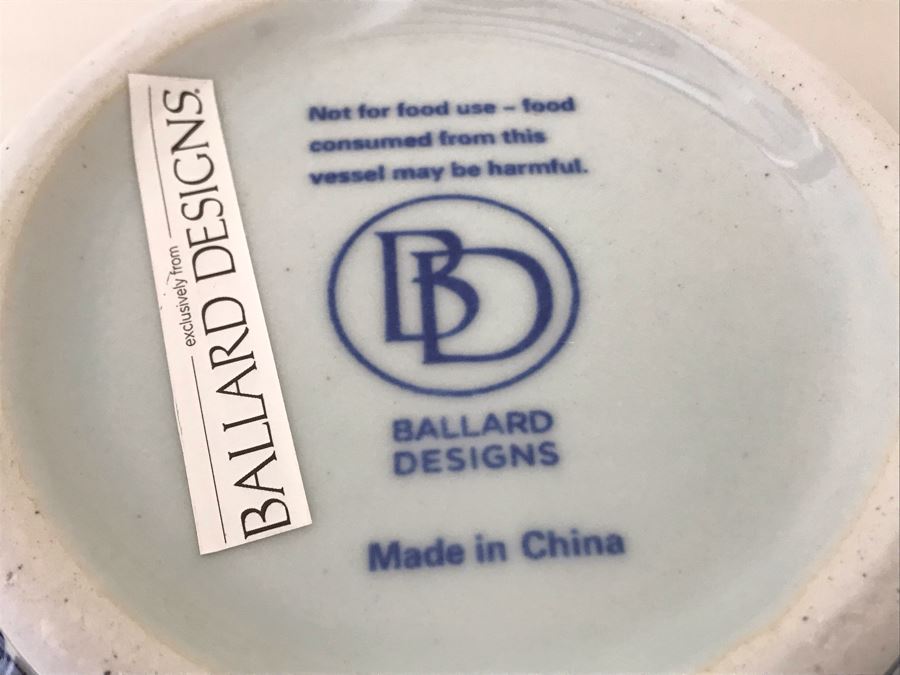 Not for food use – food
consumed from this
vessel may be harmful.
BD
BALLARD
DESIGNS
Made in China
exclusively from
BALLARD DESIGNS.